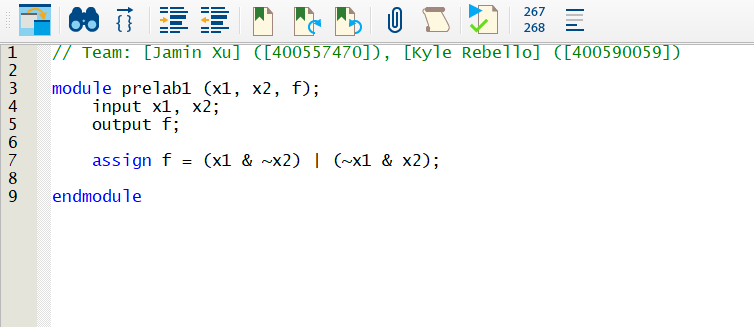 267
268
1 // Team: [Jamin Xu] ([400557470]), [Kyle Rebello] ([400590059])
2
3 module prelab1 (x1, x2, f);
4     input x1, x2;
5     output f;
6
7     assign f = (x1 & ~x2) | (~x1 & x2);
8
9 endmodule